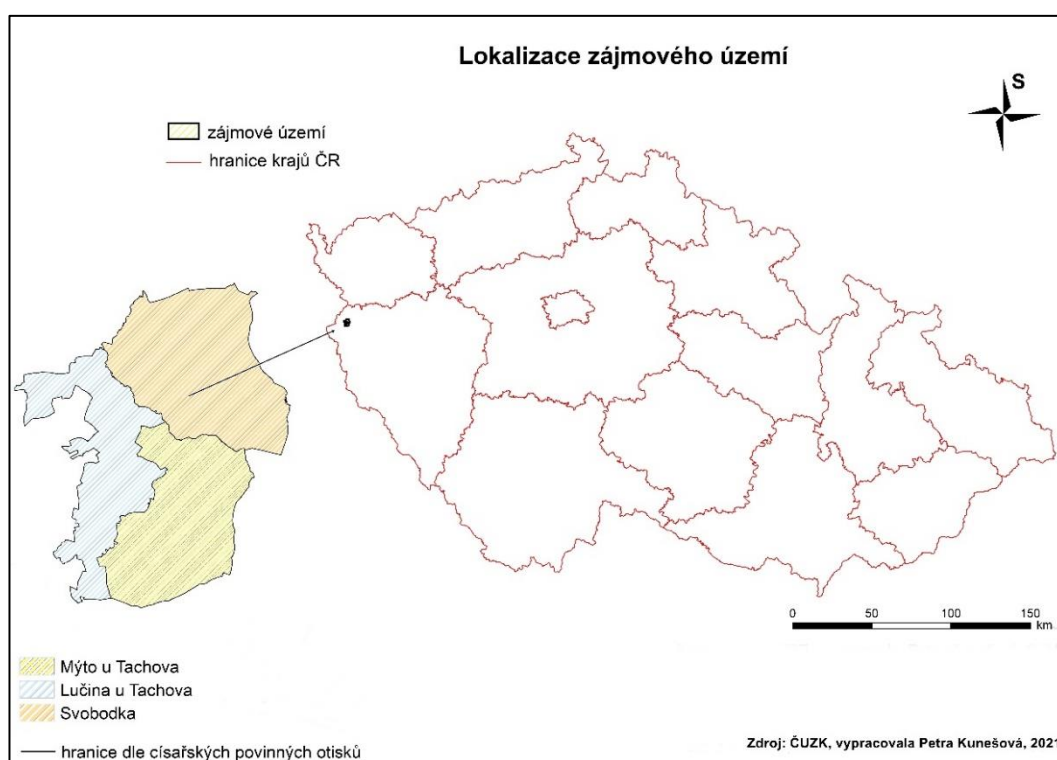 Lokalizace zájmového území
S
zájmové území
hranice krajů ČR
0 50 100 150
km
Mýto u Tachova
Lučina u Tachova
Svobodka
hranice dle císařských povinných otisků
Zdroj: ČUZK, vypracovala Petra Kunešová, 2021